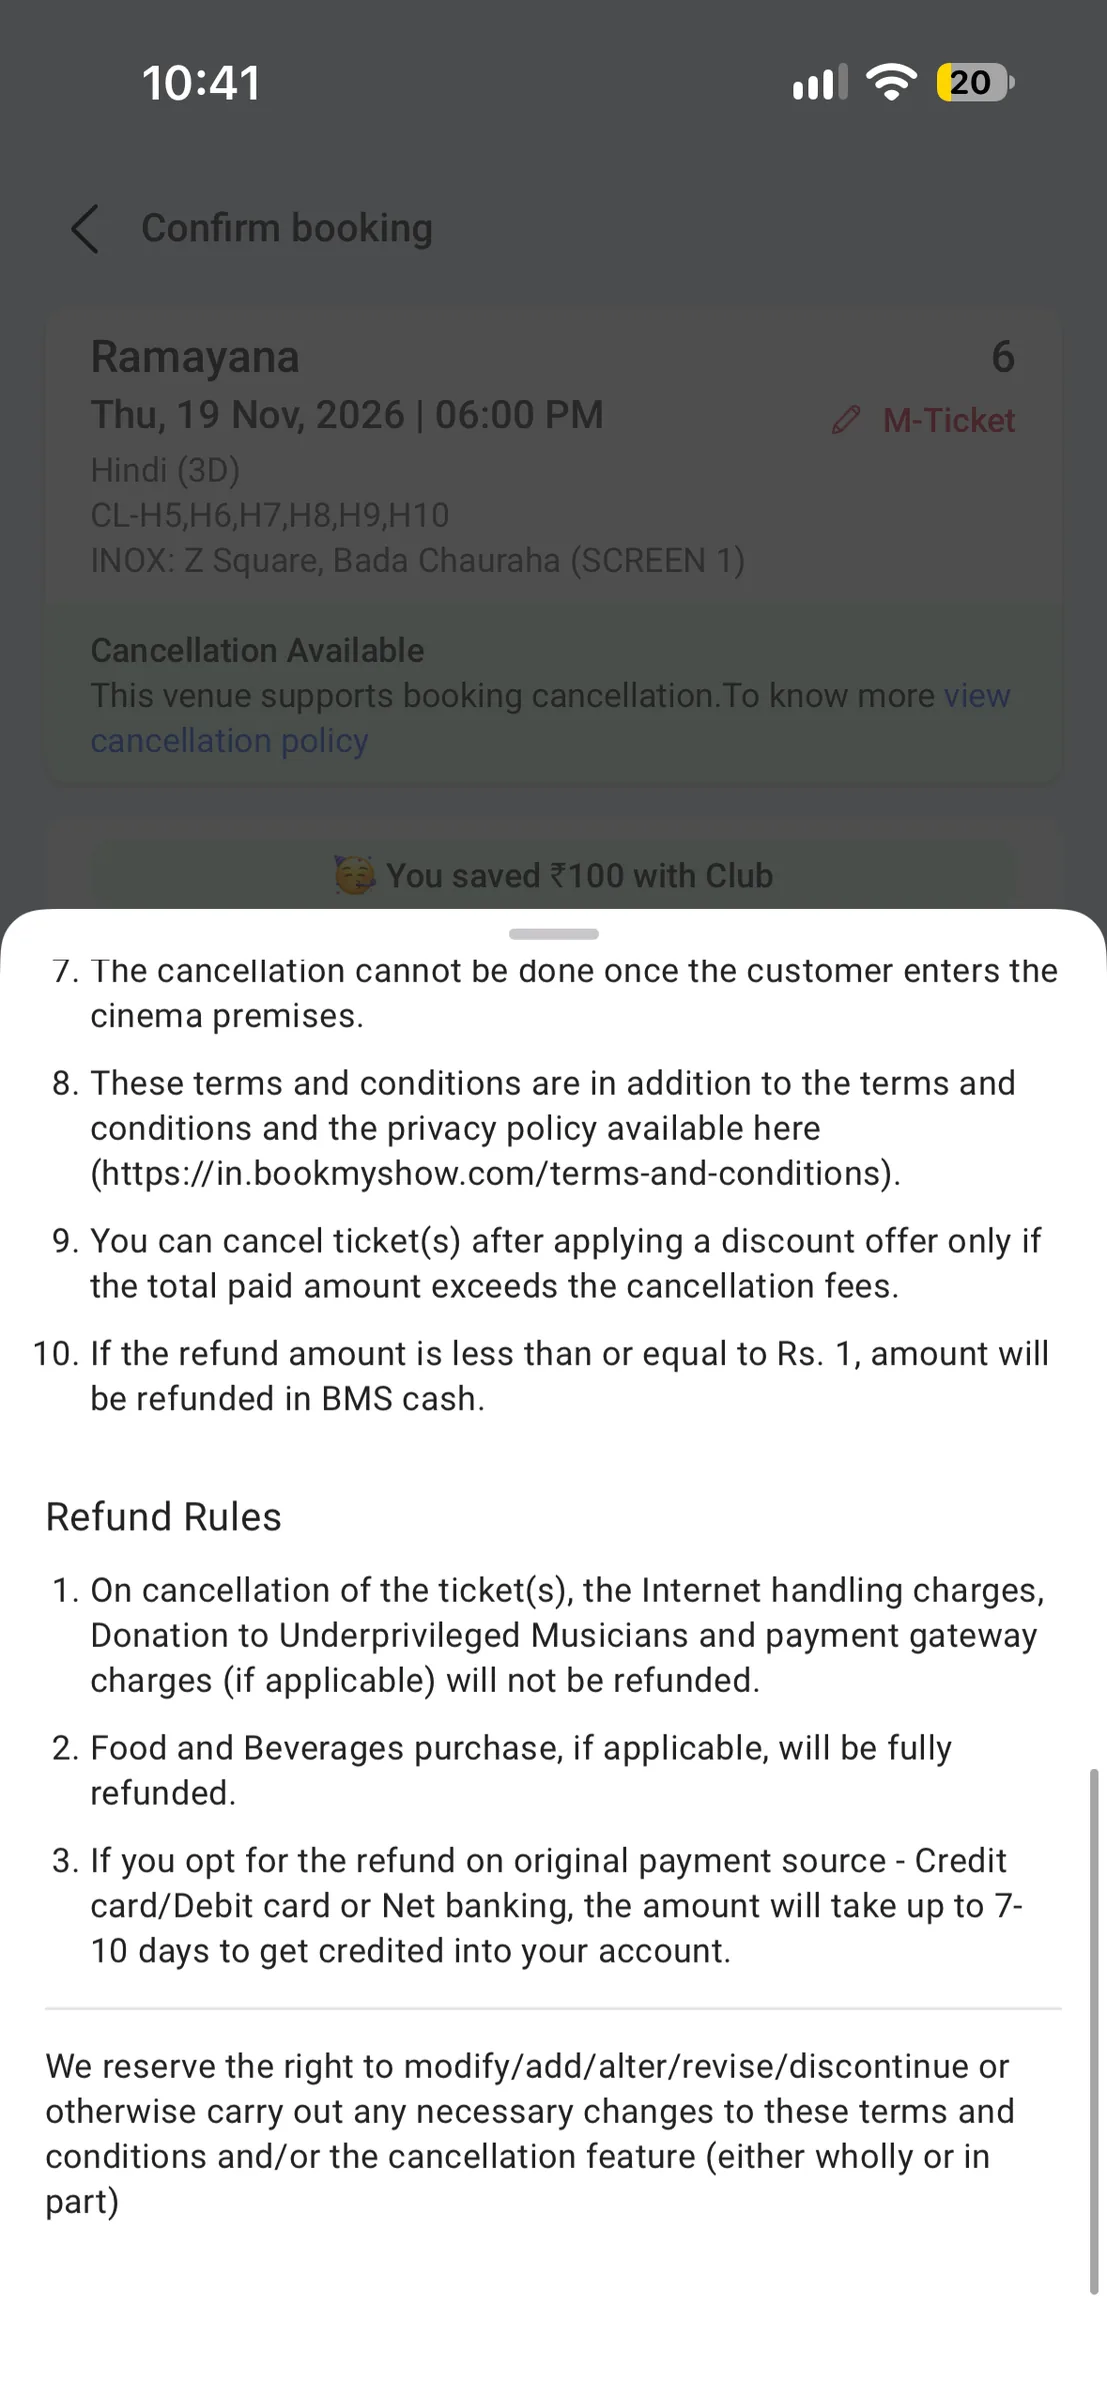 10:41
20
Confirm booking
Ramayana
6
Thu, 19 Nov, 2026 | 06:00 PM
M-Ticket
Hindi (3D)
CL-H5,H6,H7,H8,H9,H10
INOX: Z Square, Bada Chauraha (SCREEN 1)
Cancellation Available
This venue supports booking cancellation.To know more view
cancellation policy
🥳 You saved ₹100 with Club
7. The cancellation cannot be done once the customer enters the
cinema premises.
8. These terms and conditions are in addition to the terms and
conditions and the privacy policy available here
(https://in.bookmyshow.com/terms-and-conditions).
9. You can cancel ticket(s) after applying a discount offer only if
the total paid amount exceeds the cancellation fees.
10. If the refund amount is less than or equal to Rs. 1, amount will
be refunded in BMS cash.
Refund Rules
1. On cancellation of the ticket(s), the Internet handling charges,
Donation to Underprivileged Musicians and payment gateway
charges (if applicable) will not be refunded.
2. Food and Beverages purchase, if applicable, will be fully
refunded.
3. If you opt for the refund on original payment source - Credit
card/Debit card or Net banking, the amount will take up to 7-
10 days to get credited into your account.
We reserve the right to modify/add/alter/revise/discontinue or
otherwise carry out any necessary changes to these terms and
conditions and/or the cancellation feature (either wholly or in
part)